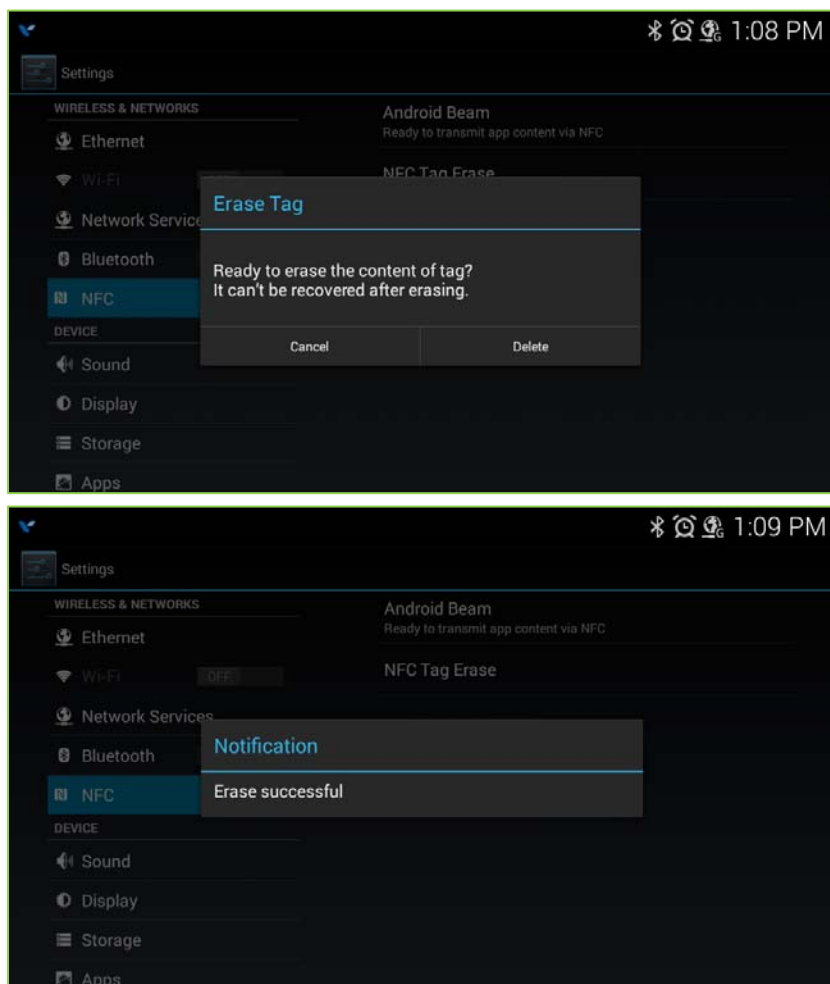 1:08 PM
Settings
WIRELESS & NETWORKS
Ethernet
Wi-Fi
Network Service
Bluetooth
NFC
DEVICE
Sound
Display
Storage
Apps
Android Beam
Ready to transmit app content via NFC
NFC Tag Erase
Erase Tag
Ready to erase the content of tag?
It can't be recovered after erasing.
Cancel
Delete
1:09 PM
Settings
WIRELESS & NETWORKS
Ethernet
Wi-Fi
OFF
Network Services
Bluetooth
NFC
DEVICE
Sound
Display
Storage
Apps
Android Beam
Ready to transmit app content via NFC
NFC Tag Erase
Notification
Erase successful